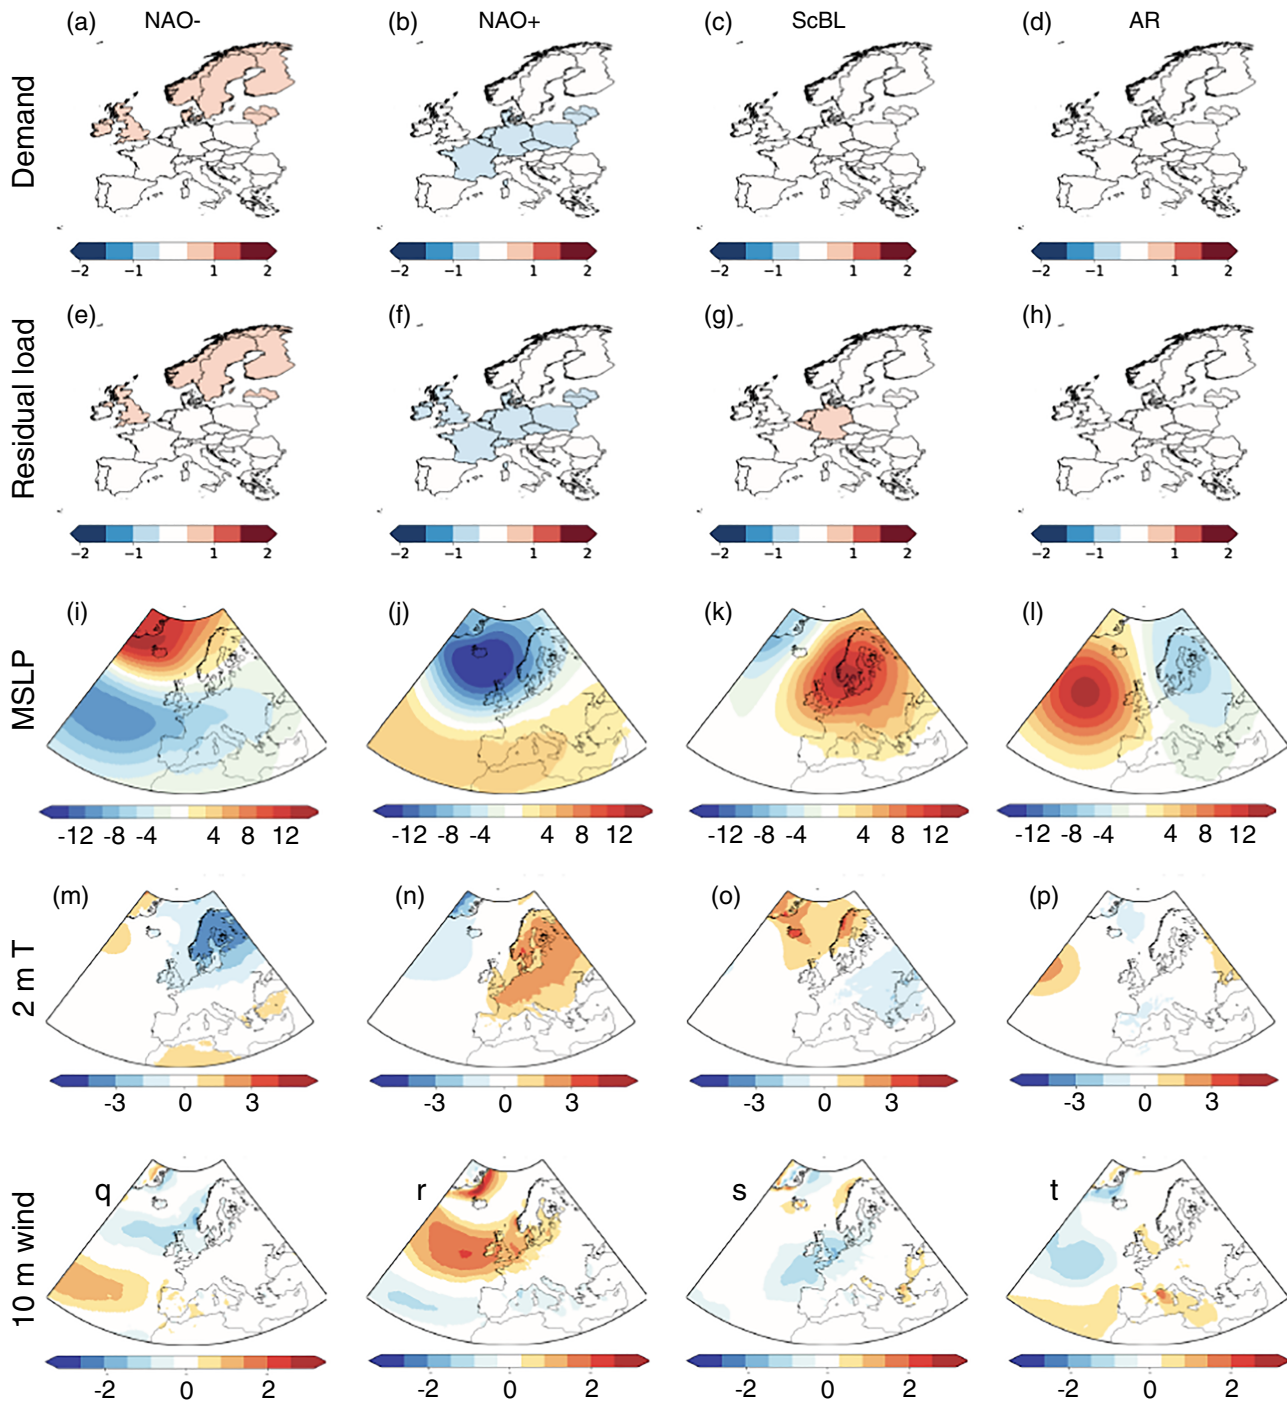 (a) NAO- (b) NAO+ (c) ScBL (d) AR
Demand
−2 −1 1 2 −2 −1 1 2 −2 −1 1 2 −2 −1 1 2
(e) (f) (g) (h)
Residual load
−2 −1 1 2 −2 −1 1 2 −2 −1 1 2 −2 −1 1 2
(i) (j) (k) (l)
MSLP
-12 -8 -4 4 8 12 -12 -8 -4 4 8 12 -12 -8 -4 4 8 12 -12 -8 -4 4 8 12
(m) (n) (o) (p)
2 m T
-3 0 3 -3 0 3 -3 0 3 -3 0 3
q r s t
10 m wind
-2 0 2 -2 0 2 -2 0 2 -2 0 2